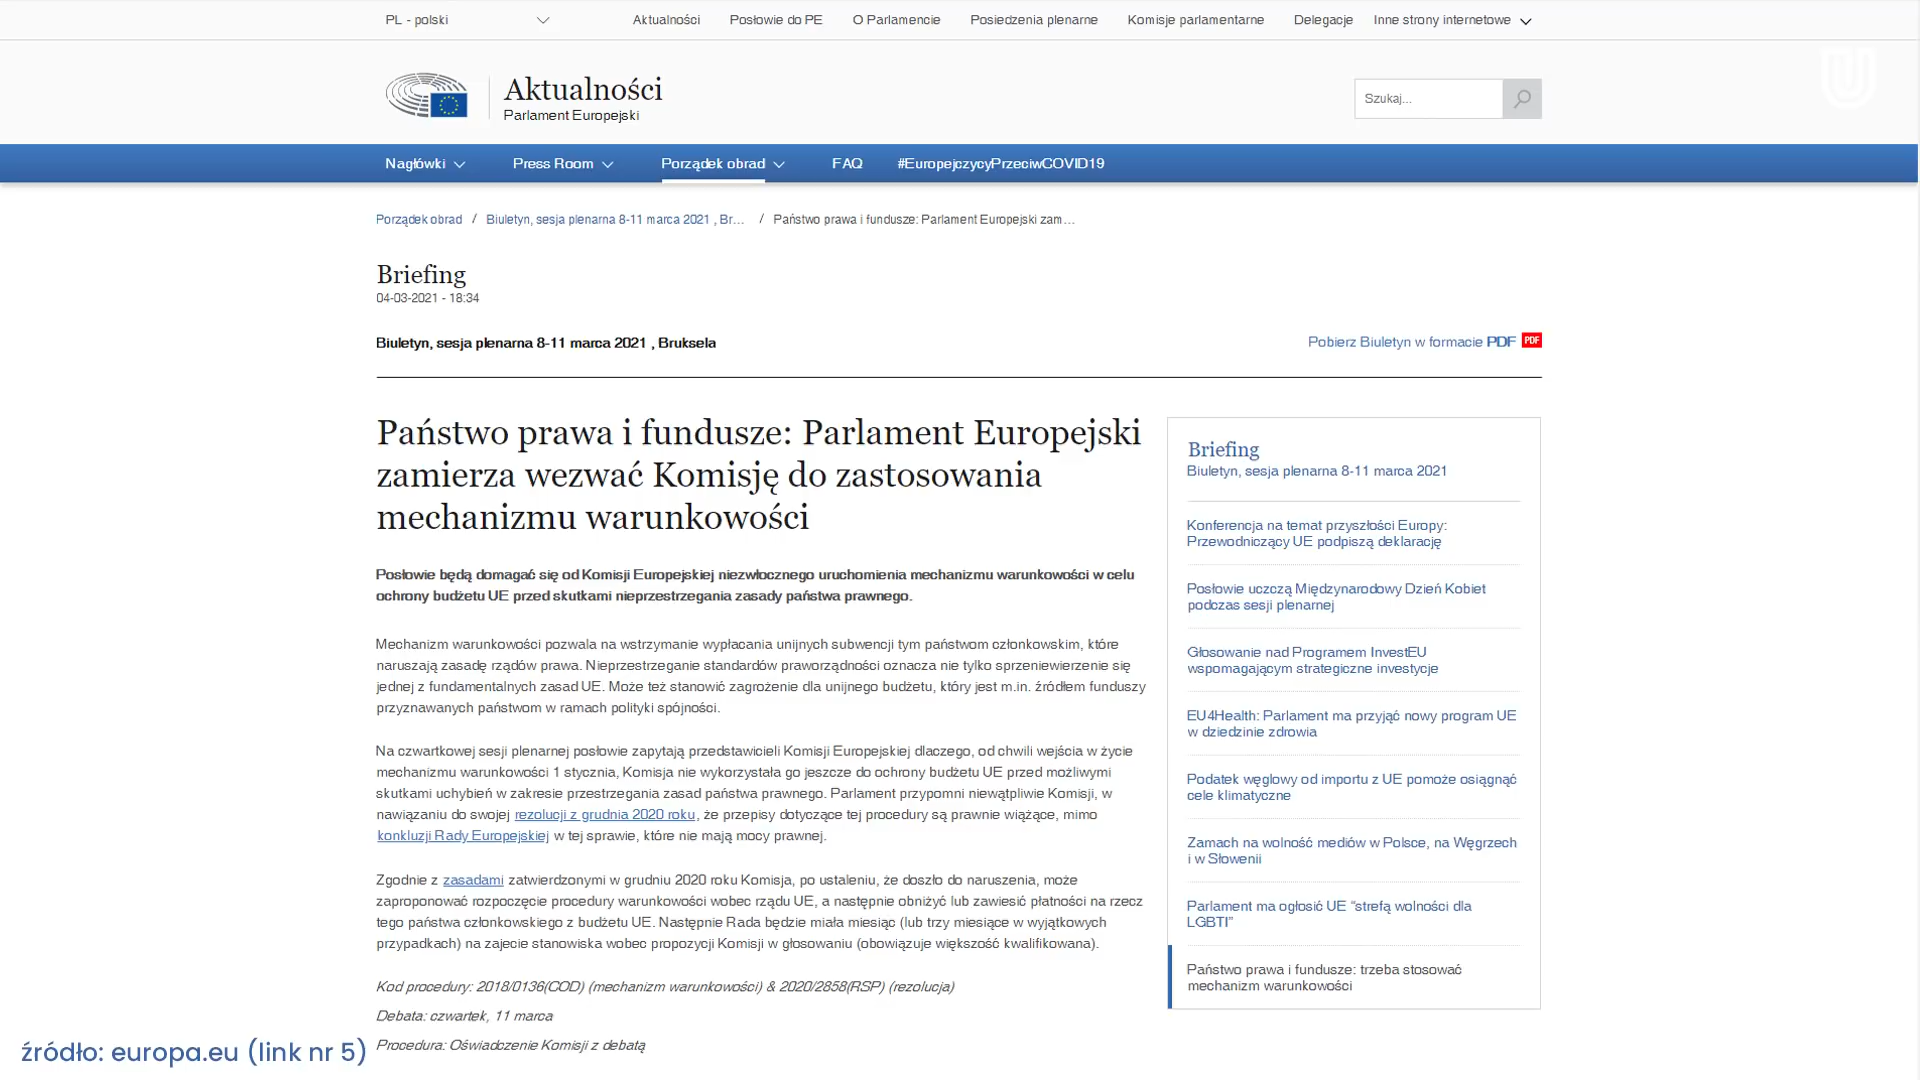 PL - polski
Aktualności
Posłowie do PE
O Parlamencie
Posiedzenia plenarne
Komisje parlamentarne
Delegacje
Inne strony internetowe
Aktualności
Parlament Europejski
Szukaj...
Nagłówki
Press Room
Porządek obrad
FAQ
#EuropejczycyPrzeciwCOVID19
Porządek obrad / Biuletyn, sesja plenarna 8-11 marca 2021 , Br... / Państwo prawa i fundusze: Parlament Europejski zam...
Briefing
04-03-2021 - 18:34
Biuletyn, sesja plenarna 8-11 marca 2021 , Bruksela
Pobierz Biuletyn w formacie PDF PDF
Państwo prawa i fundusze: Parlament Europejski
zamierza wezwać Komisję do zastosowania
mechanizmu warunkowości
Posłowie będą domagać się od Komisji Europejskiej niezwłocznego uruchomienia mechanizmu warunkowości w celu
ochrony budżetu UE przed skutkami nieprzestrzegania zasady państwa prawnego.
Mechanizm warunkowości pozwala na wstrzymanie wypłacania unijnych subwencji tym państwom członkowskim, które
naruszają zasadę rządów prawa. Nieprzestrzeganie standardów praworządności oznacza nie tylko sprzeniewierzenie się
jednej z fundamentalnych zasad UE. Może też stanowić zagrożenie dla unijnego budżetu, który jest m.in. źródłem funduszy
przyznawanych państwom w ramach polityki spójności.
Na czwartkowej sesji plenarnej posłowie zapytają przedstawicieli Komisji Europejskiej dlaczego, od chwili wejścia w życie
mechanizmu warunkowości 1 stycznia, Komisja nie wykorzystała go jeszcze do ochrony budżetu UE przed możliwymi
skutkami uchybień w zakresie przestrzegania zasad państwa prawnego. Parlament przypomni niewątpliwie Komisji, w
nawiązaniu do swojej rezolucji z grudnia 2020 roku, że przepisy dotyczące tej procedury są prawnie wiążące, mimo
konkluzji Rady Europejskiej w tej sprawie, które nie mają mocy prawnej.
Zgodnie z zasadami zatwierdzonymi w grudniu 2020 roku Komisja, po ustaleniu, że doszło do naruszenia, może
zaproponować rozpoczęcie procedury warunkowości wobec rządu UE, a następnie obniżyć lub zawiesić płatności na rzecz
tego państwa członkowskiego z budżetu UE. Następnie Rada będzie miała miesiąc (lub trzy miesiące w wyjątkowych
przypadkach) na zajecie stanowiska wobec propozycji Komisji w głosowaniu (obowiązuje większość kwalifikowana).
Kod procedury: 2018/0136(COD) (mechanizm warunkowości) & 2020/2858(RSP) (rezolucja)
Debata: czwartek, 11 marca
Procedura: Oświadczenie Komisji z debatą
Briefing
Biuletyn, sesja plenarna 8-11 marca 2021
Konferencja na temat przyszłości Europy:
Przewodniczący UE podpiszą deklarację
Posłowie uczczą Międzynarodowy Dzień Kobiet
podczas sesji plenarnej
Głosowanie nad Programem InvestEU
wspomagającym strategiczne investycje
EU4Health: Parlament ma przyjąć nowy program UE
w dziedzinie zdrowia
Podatek węglowy od importu z UE pomoże osiągnąć
cele klimatyczne
Zamach na wolność mediów w Polsce, na Węgrzech
i w Słowenii
Parlament ma ogłosić UE “strefą wolności dla
LGBTI”
Państwo prawa i fundusze: trzeba stosować
mechanizm warunkowości
źródło: europa.eu (link nr 5)